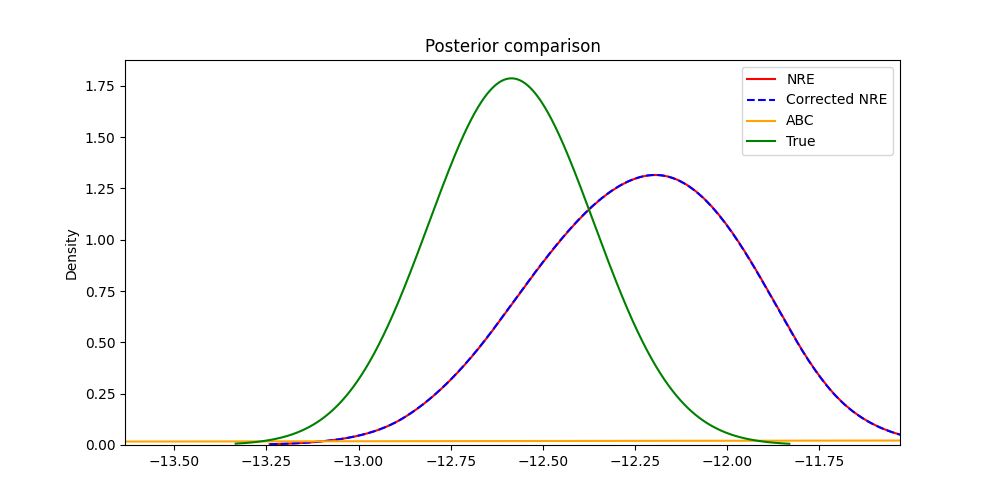 Posterior comparison
NRE
Corrected NRE
ABC
True
Density
1.75
1.50
1.25
1.00
0.75
0.50
0.25
0.00
−13.50 −13.25 −13.00 −12.75 −12.50 −12.25 −12.00 −11.75